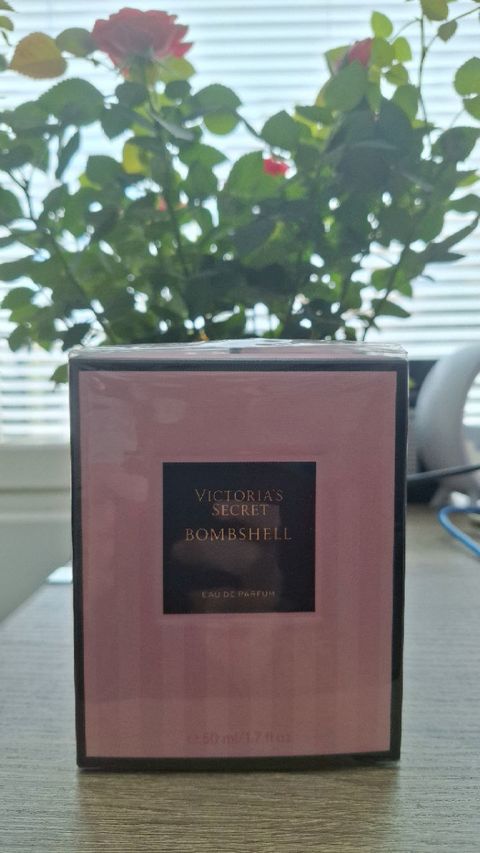 VICTORIA'S
SECRET
BOMBSHELL
EAU DE PARFUM
℮ 50 ml/1.7 fl oz